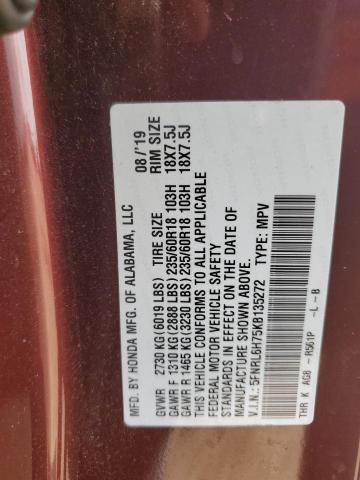 MFD. BY HONDA MFG. OF ALABAMA, LLC 08/'19
GVWR 2730 KG(6019 LBS) TIRE SIZE RIM SIZE
GAWR F 1310 KG(2888 LBS)235/60R18 103H 18X7.5J
GAWR R 1465 KG(3230 LBS)235/60R18 103H 18X7.5J
THIS VEHICLE CONFORMS TO ALL APPLICABLE
FEDERAL MOTOR VEHICLE SAFETY
STANDARDS IN EFFECT ON THE DATE OF
MANUFACTURE SHOWN ABOVE
V.I.N.:5FNRL6H75KB135272 TYPE: MPV
THR K AG8 -R561P -L-B